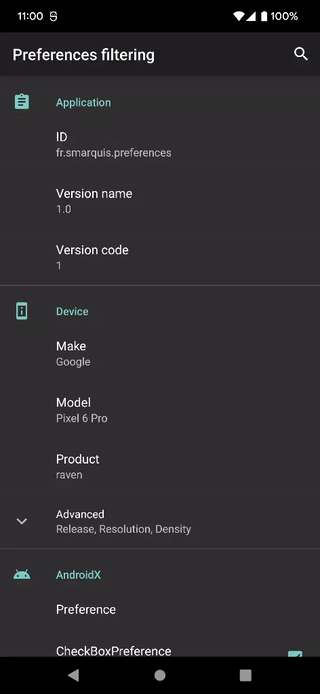 11:00
100%
Preferences filtering
Application
ID
fr.smarquis.preferences
Version name
1.0
Version code
1
Device
Make
Google
Model
Pixel 6 Pro
Product
raven
Advanced
Release, Resolution, Density
AndroidX
Preference
CheckBoxPreference